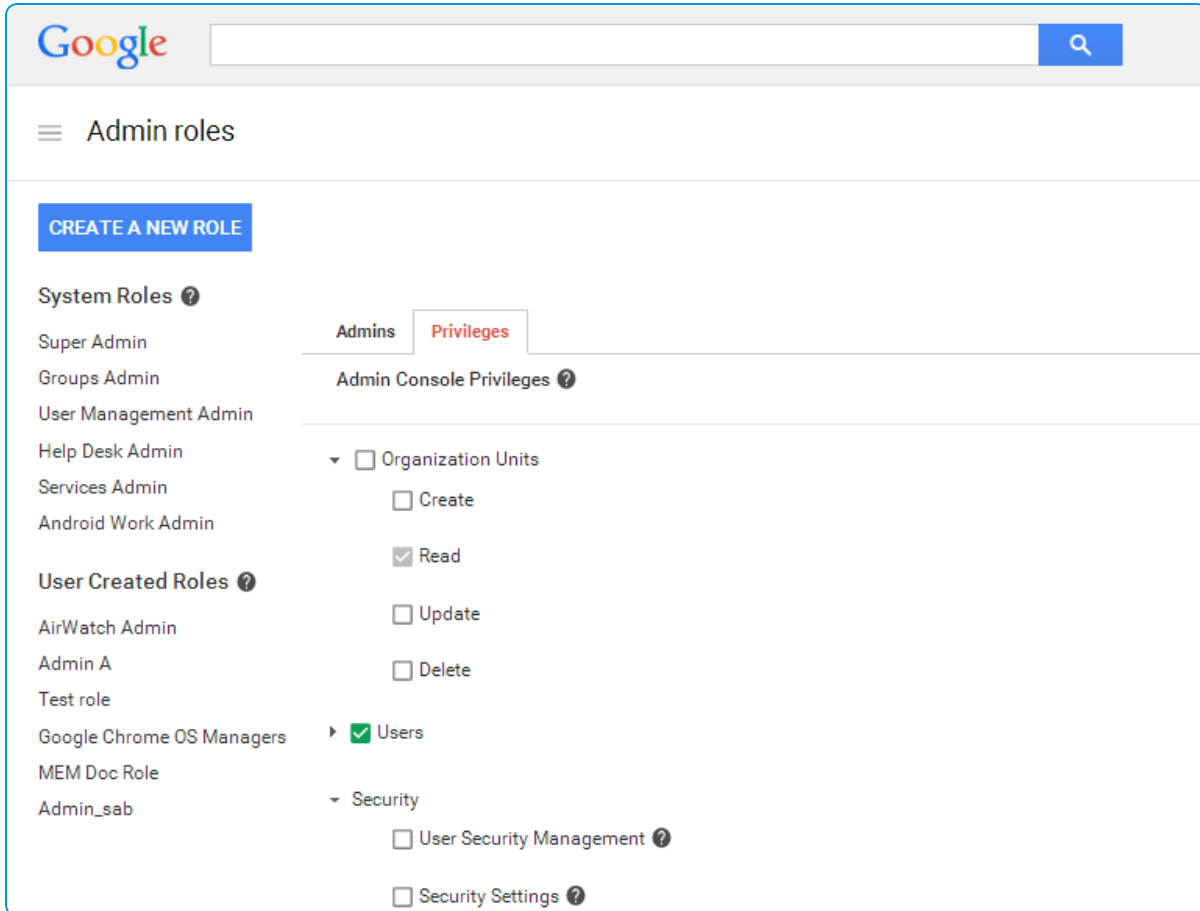 Google
Admin roles
CREATE A NEW ROLE
System Roles
Super Admin
Groups Admin
User Management Admin
Help Desk Admin
Services Admin
Android Work Admin
User Created Roles
AirWatch Admin
Admin A
Test role
Google Chrome OS Managers
MEM Doc Role
Admin_sab
Admins Privileges
Admin Console Privileges
Organization Units
Create
Read
Update
Delete
Users
Security
User Security Management
Security Settings